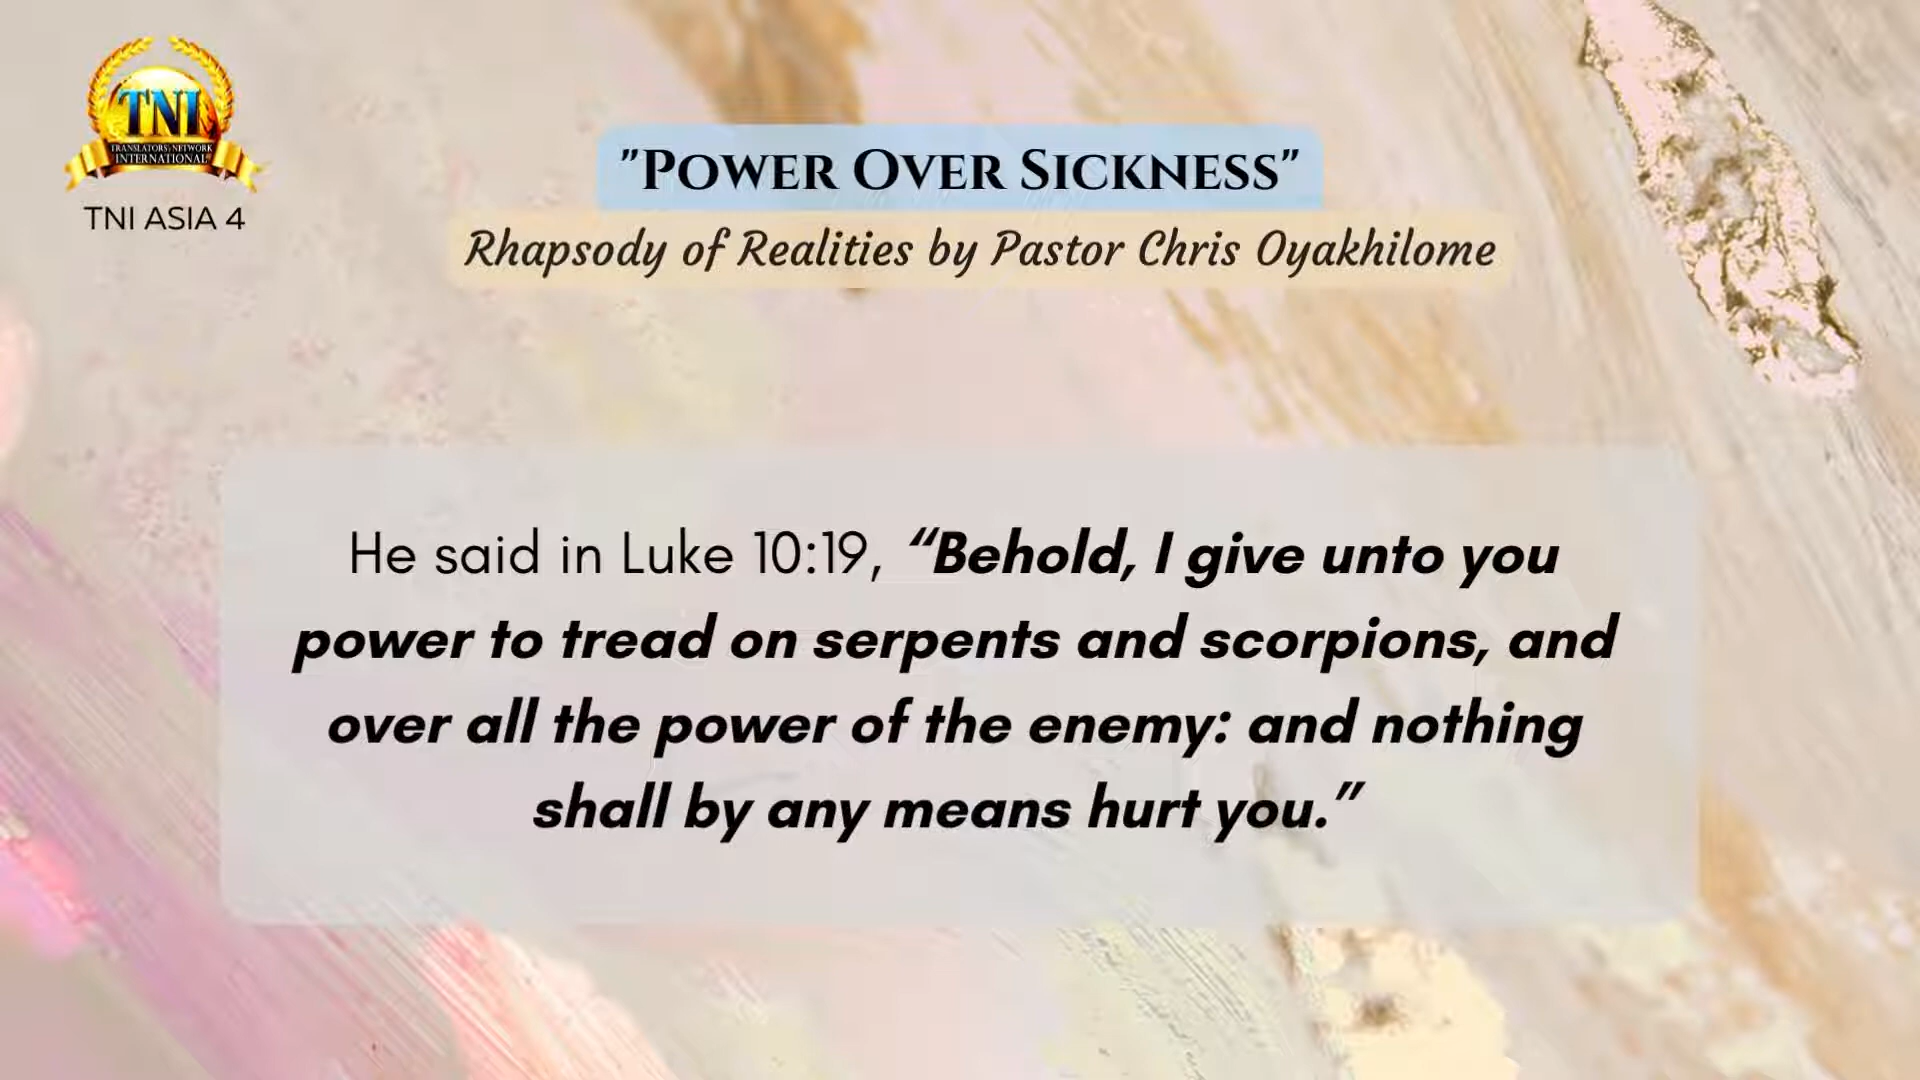 TNI
TRANSLATORS NETWORK
INTERNATIONAL
TNI ASIA 4
"Power Over Sickness"
Rhapsody of Realities by Pastor Chris Oyakhilome
He said in Luke 10:19, “Behold, I give unto you
power to tread on serpents and scorpions, and
over all the power of the enemy: and nothing
shall by any means hurt you.”